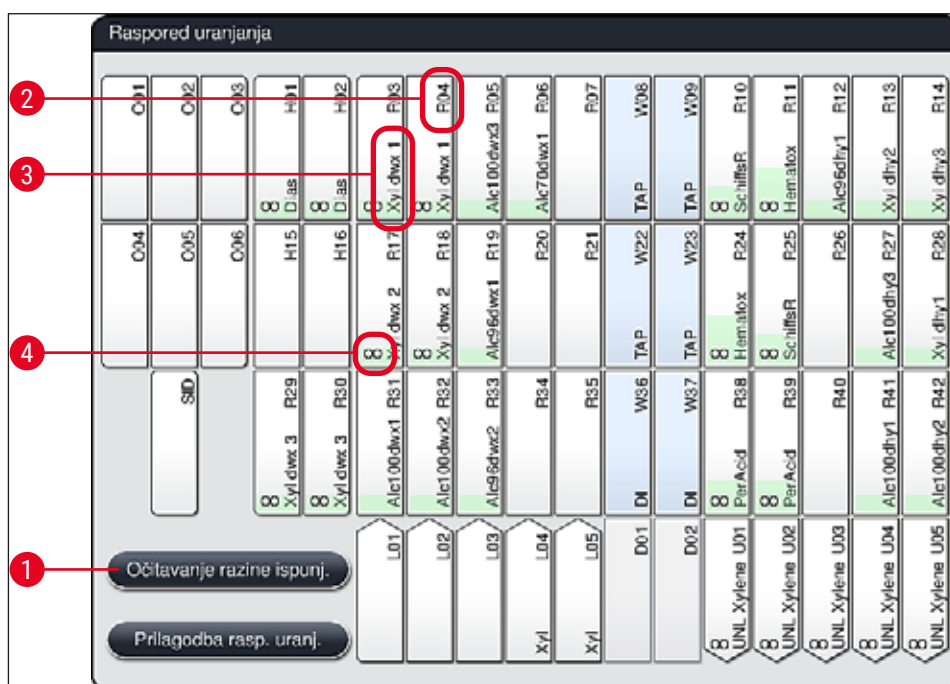 Raspored uranjanja
O01
O02
O03
H01
Dias
H02
Dias
R03
Xyl dwx 1
R04
Xyl dwx 1
R05
Alc100dwx3
R06
Alc70dwx1
R07
W08
TAP
W09
TAP
R10
SchiffsR
R11
Hematox
R12
Alc96dhy1
R13
Xyl dhy2
R14
Xyl dhy3
O04
O05
O06
H15
H16
R17
Xyl dwx 2
R18
Xyl dwx 2
R19
Alc96dwx1
R20
R21
W22
TAP
W23
TAP
R24
Hematox
R25
SchiffsR
R26
R27
Alc100dhy3
R28
Xyl dhy1
SID
R29
Xyl dwx 3
R30
Xyl dwx 3
R31
Alc100dwx1
R32
Alc100dwx2
R33
Alc96dwx2
R34
R35
W36
DI
W37
DI
R38
PerAcid
R39
PerAcid
R40
R41
Alc100dhy1
R42
Alc100dhy2
L01
L02
L03
L04
Xyl
L05
Xyl
D01
D02
UNL Xylene U01
UNL Xylene U02
UNL Xylene U03
UNL Xylene U04
UNL Xylene U05
Očitavanje razine ispunj.
Prilagodba rasp. uranj.
2
3
4
1